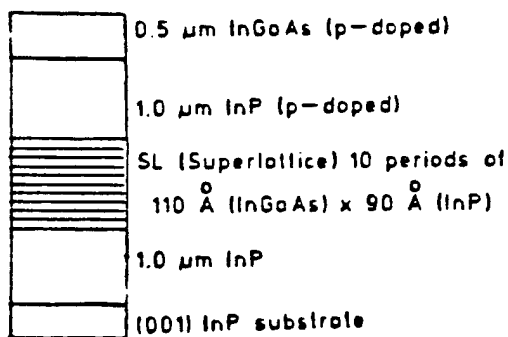 0.5 μm InGaAs (p-doped)
1.0 μm InP (p-doped)
SL (Superlattice) 10 periods of
110 Å (InGaAs) x 90 Å (InP)
1.0 μm InP
(001) InP substrate